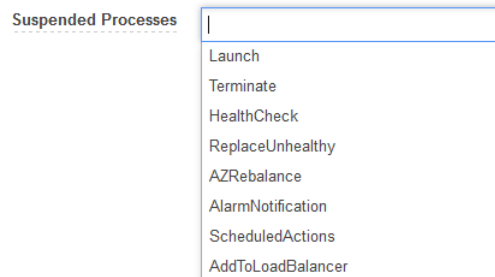 Suspended Processes
Launch
Terminate
HealthCheck
ReplaceUnhealthy
AZRebalance
AlarmNotification
ScheduledActions
AddToLoadBalancer